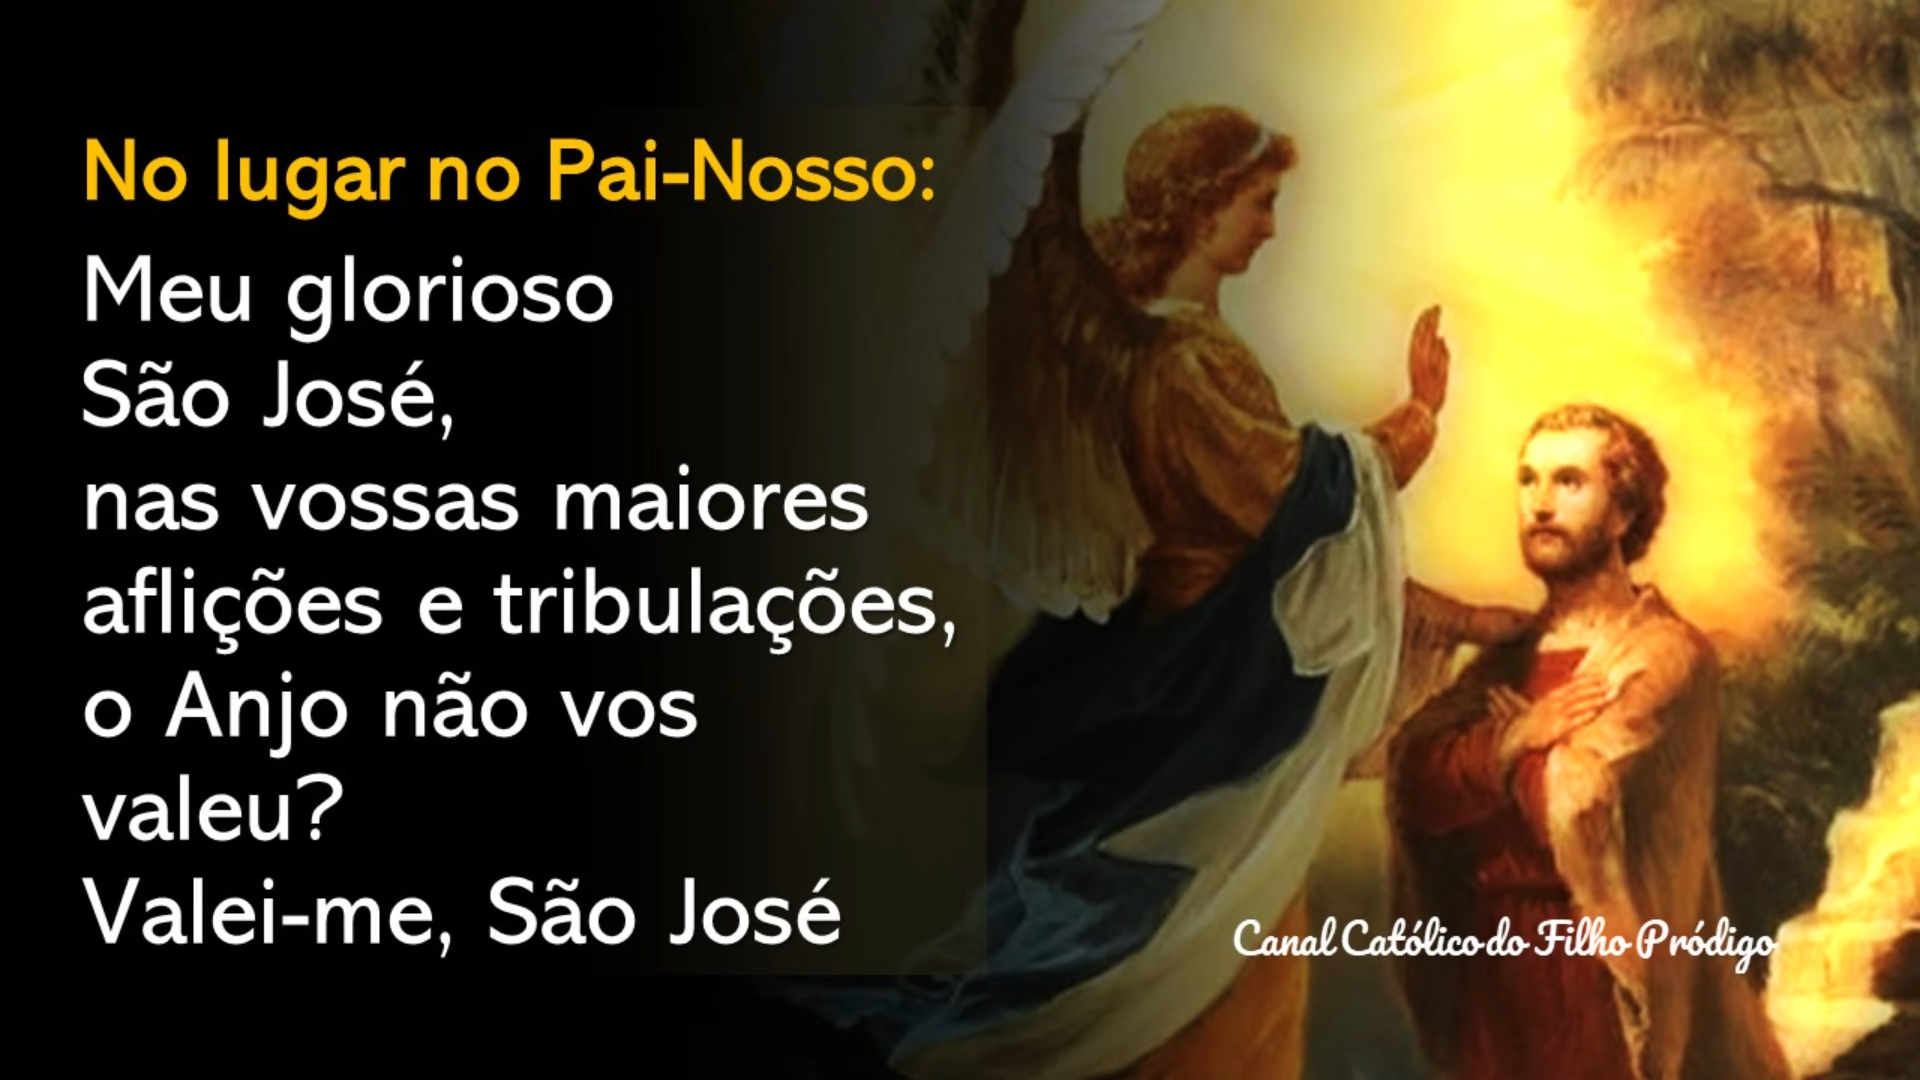 No lugar no Pai-Nosso:
Meu glorioso
São José,
nas vossas maiores
aflições e tribulações,
o Anjo não vos
valeu?
Valei-me, São José
Canal Católico do Filho Pródigo